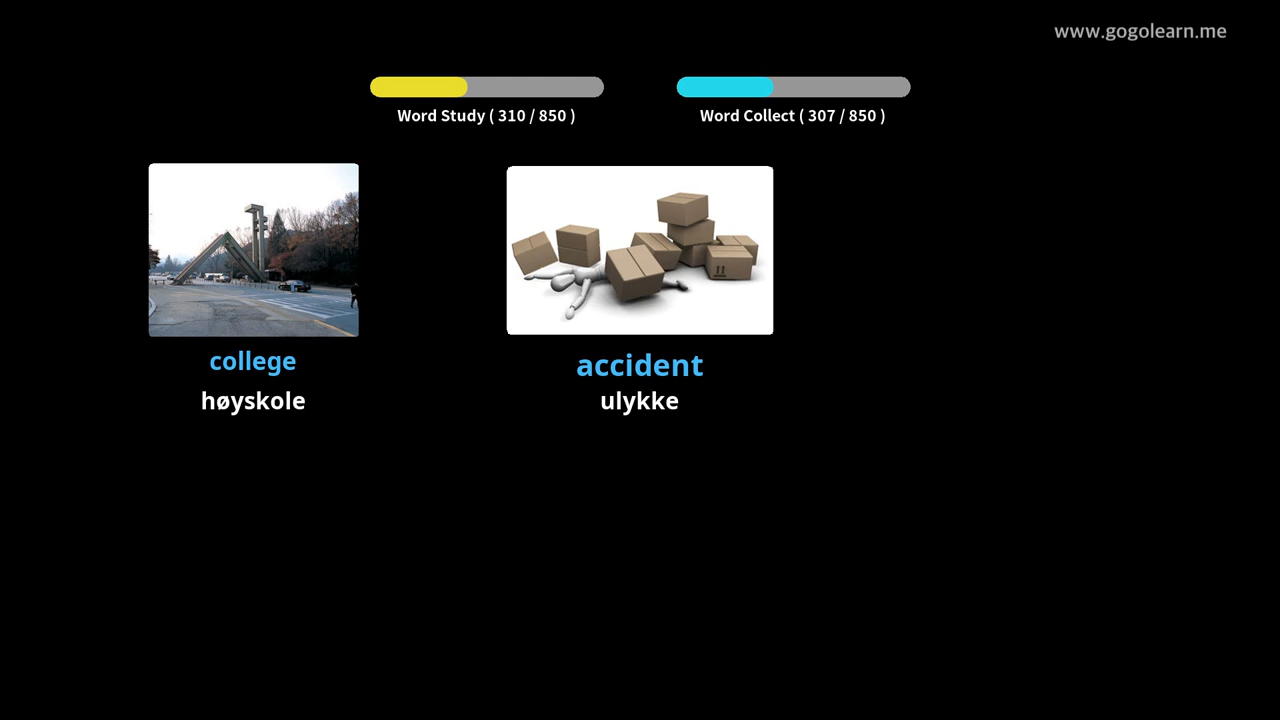 www.gogolearn.me
Word Study ( 310 / 850 )
Word Collect ( 307 / 850 )
college
høyskole
accident
ulykke